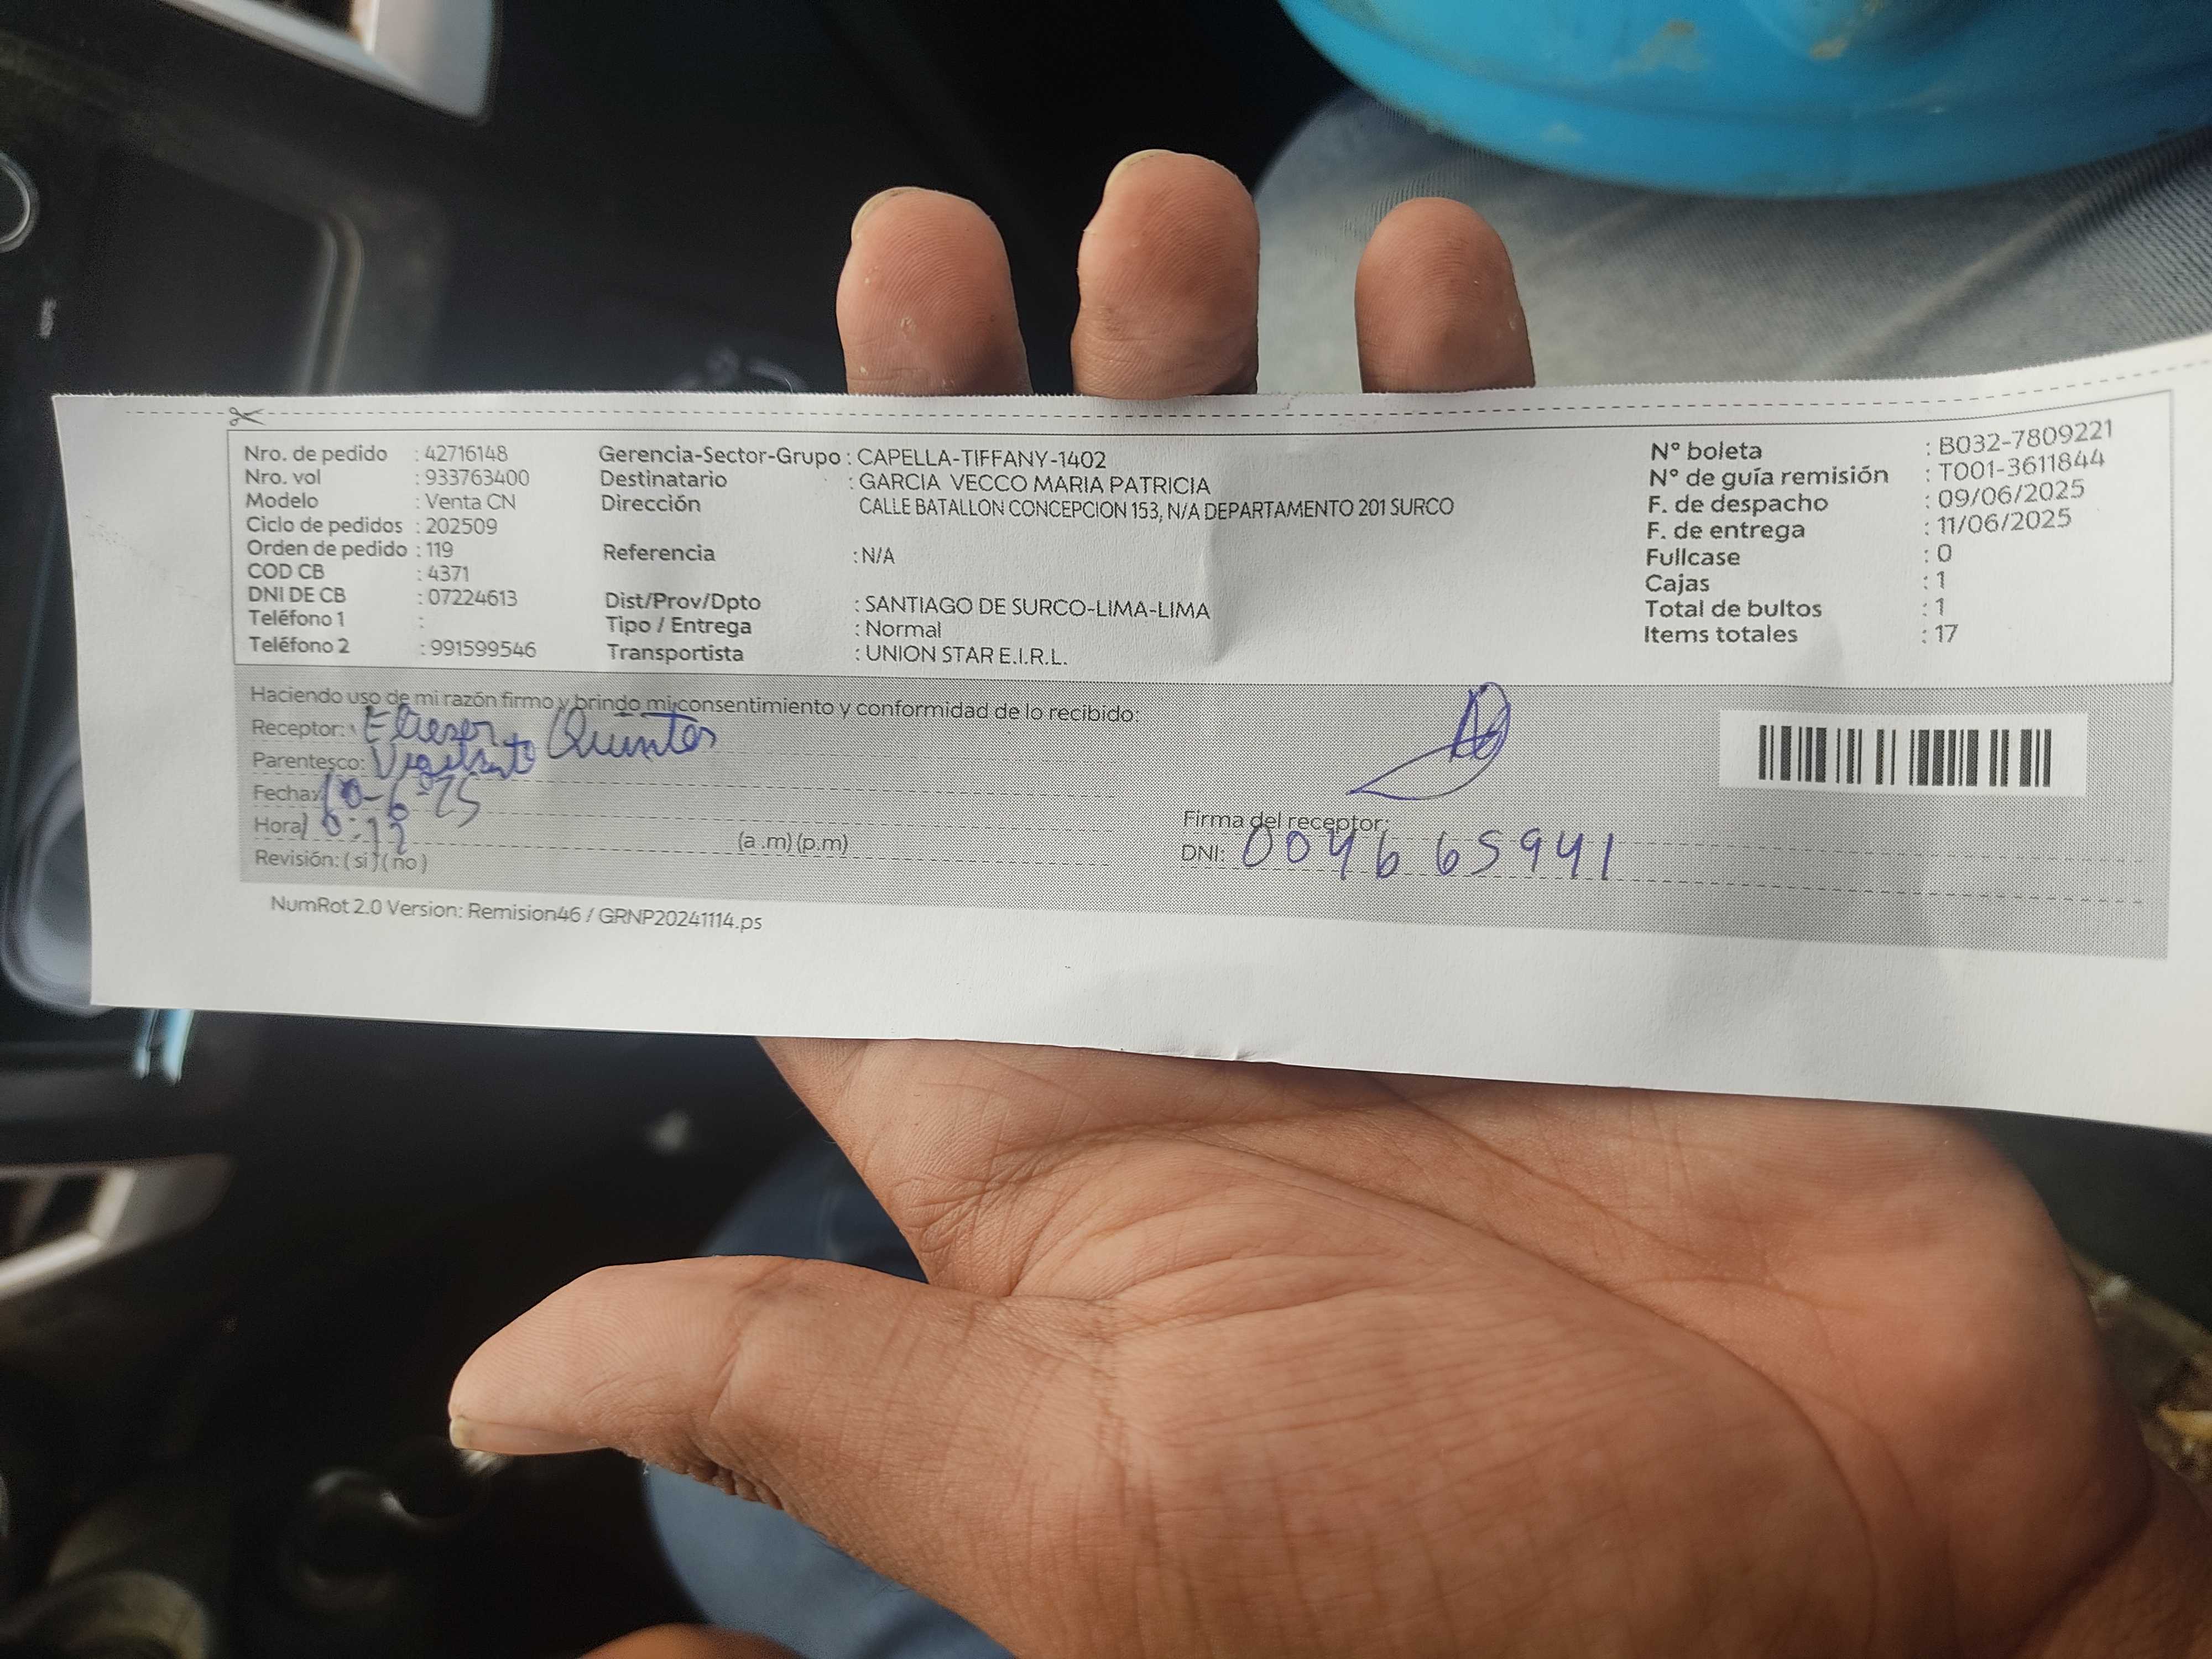 Nro. de pedido : 42716148
Nro. vol : 933763400
Modelo : Venta CN
Ciclo de pedidos : 202509
Orden de pedido : 119
COD CB : 4371
DNI DE CB : 07224613
Teléfono 1 :
Teléfono 2 : 991599546
Gerencia-Sector-Grupo : CAPELLA-TIFFANY-1402
Destinatario : GARCIA VECCO MARIA PATRICIA
Dirección CALLE BATALLON CONCEPCION 153, N/A DEPARTAMENTO 201 SURCO
Referencia : N/A
Dist/Prov/Dpto : SANTIAGO DE SURCO-LIMA-LIMA
Tipo / Entrega : Normal
Transportista : UNION STAR E.I.R.L.
N° boleta : B032-7809221
N° de guía remisión : T001-3611844
F. de despacho : 09/06/2025
F. de entrega : 11/06/2025
Fullcase : 0
Cajas : 1
Total de bultos : 1
Items totales : 17
Haciendo uso de mi razón firmo y brindo mi consentimiento y conformidad de lo recibido:
Receptor: Elieser Quintos
Parentesco:
Fecha: 10-6-25
Hora 10:12 (a .m) (p.m)
Revisión: ( si ) ( no )
Firma del receptor:
DNI: 0046 65941
NumRot 2.0 Version: Remision46 / GRNP20241114.ps